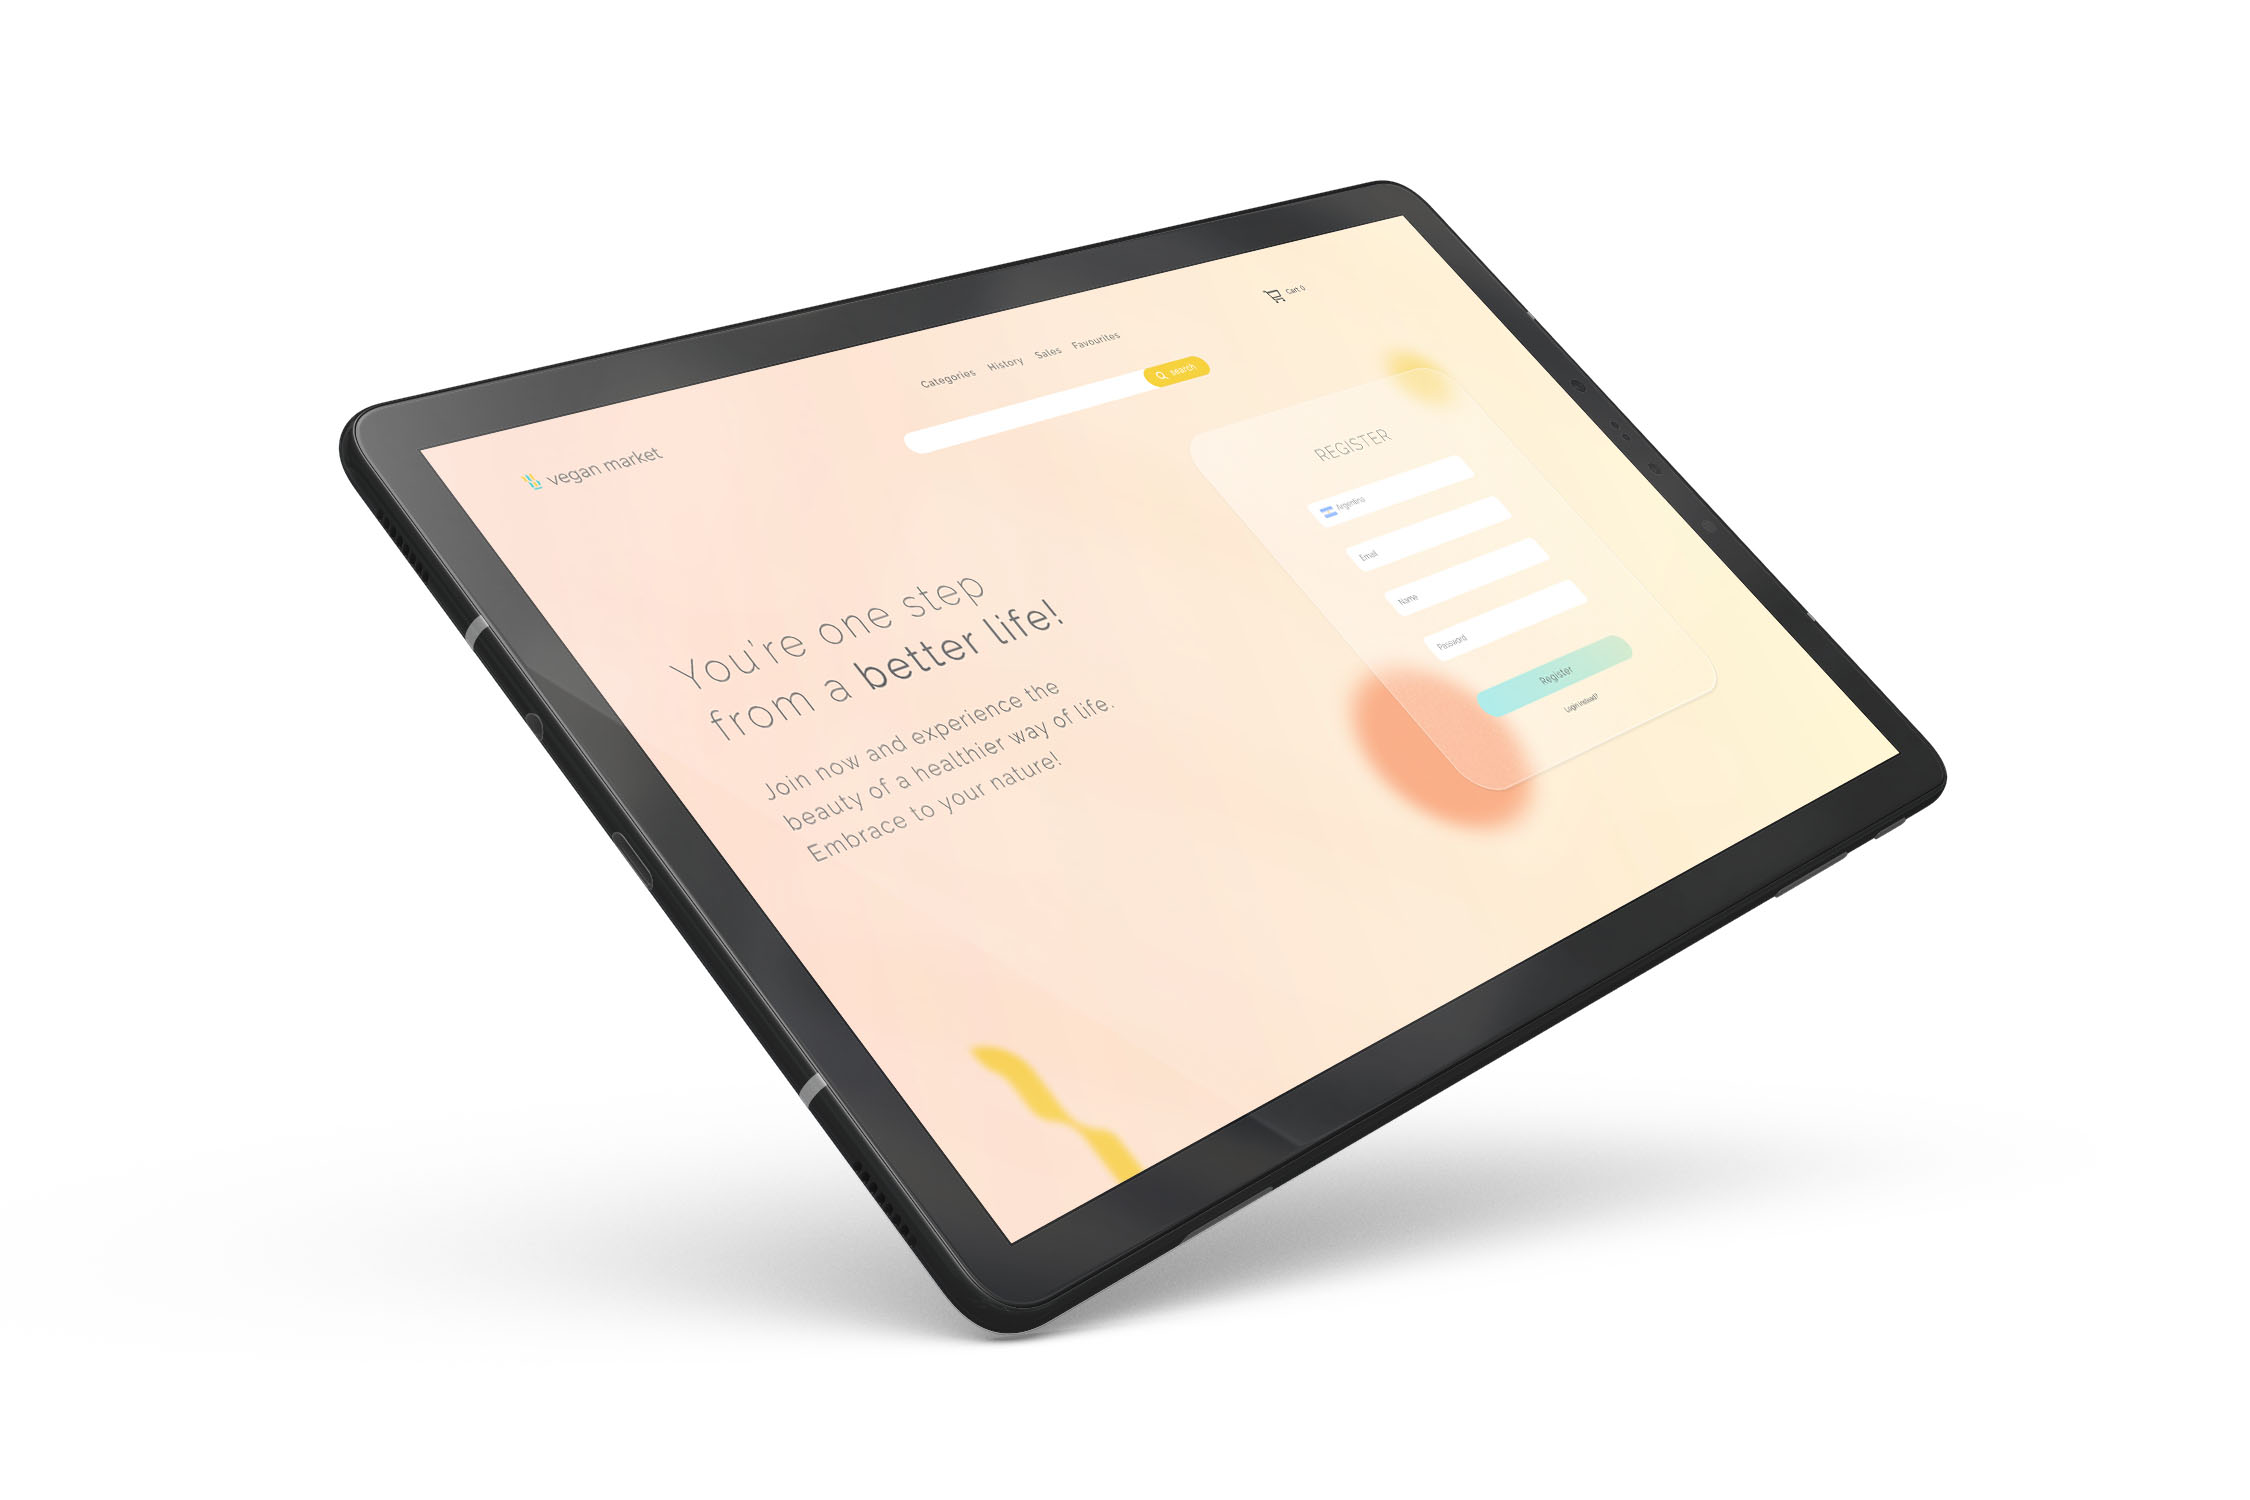 vegan market
Categories History Sales Favourites
search
Cart 0
You're one step
from a better life!
Join now and experience the
beauty of a healthier way of life.
Embrace to your nature!
REGISTER
Argentina
Email
Name
Password
Register
Login instead?